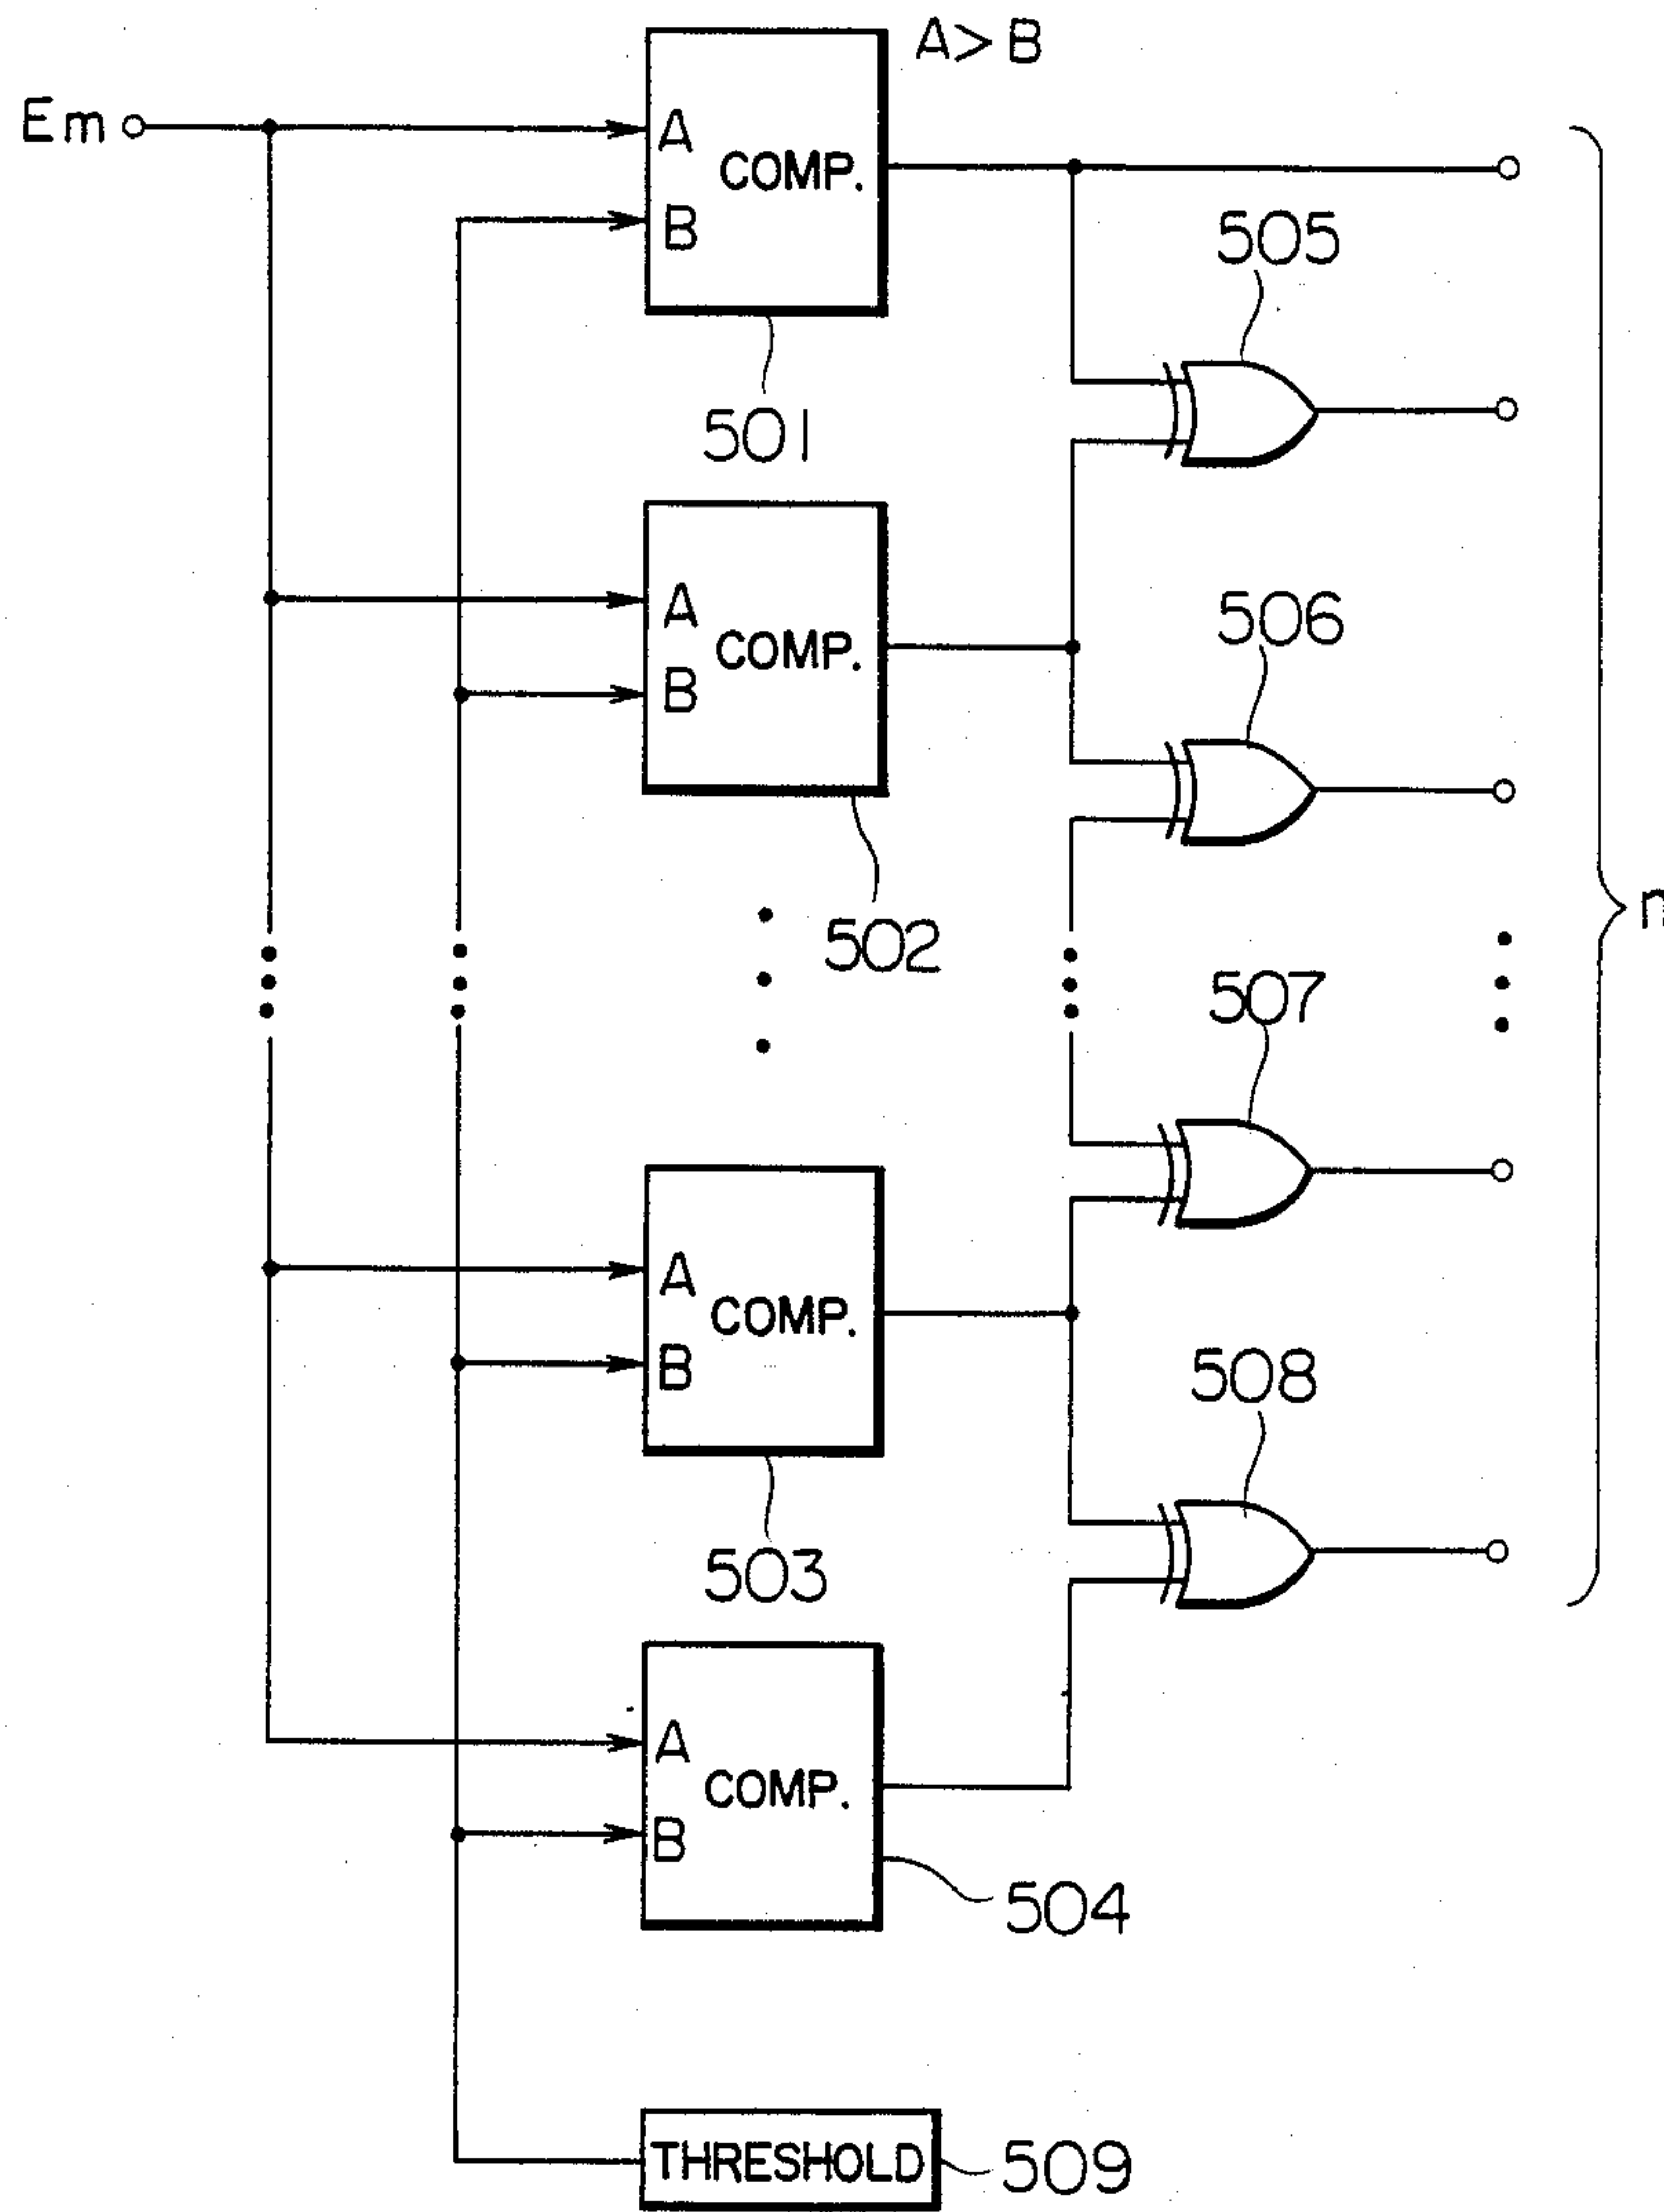 A > B
Em
A
COMP.
B
505
501
A
COMP.
B
506
502
n
507
A
COMP.
B
508
503
A
COMP.
B
504
THRESHOLD
509